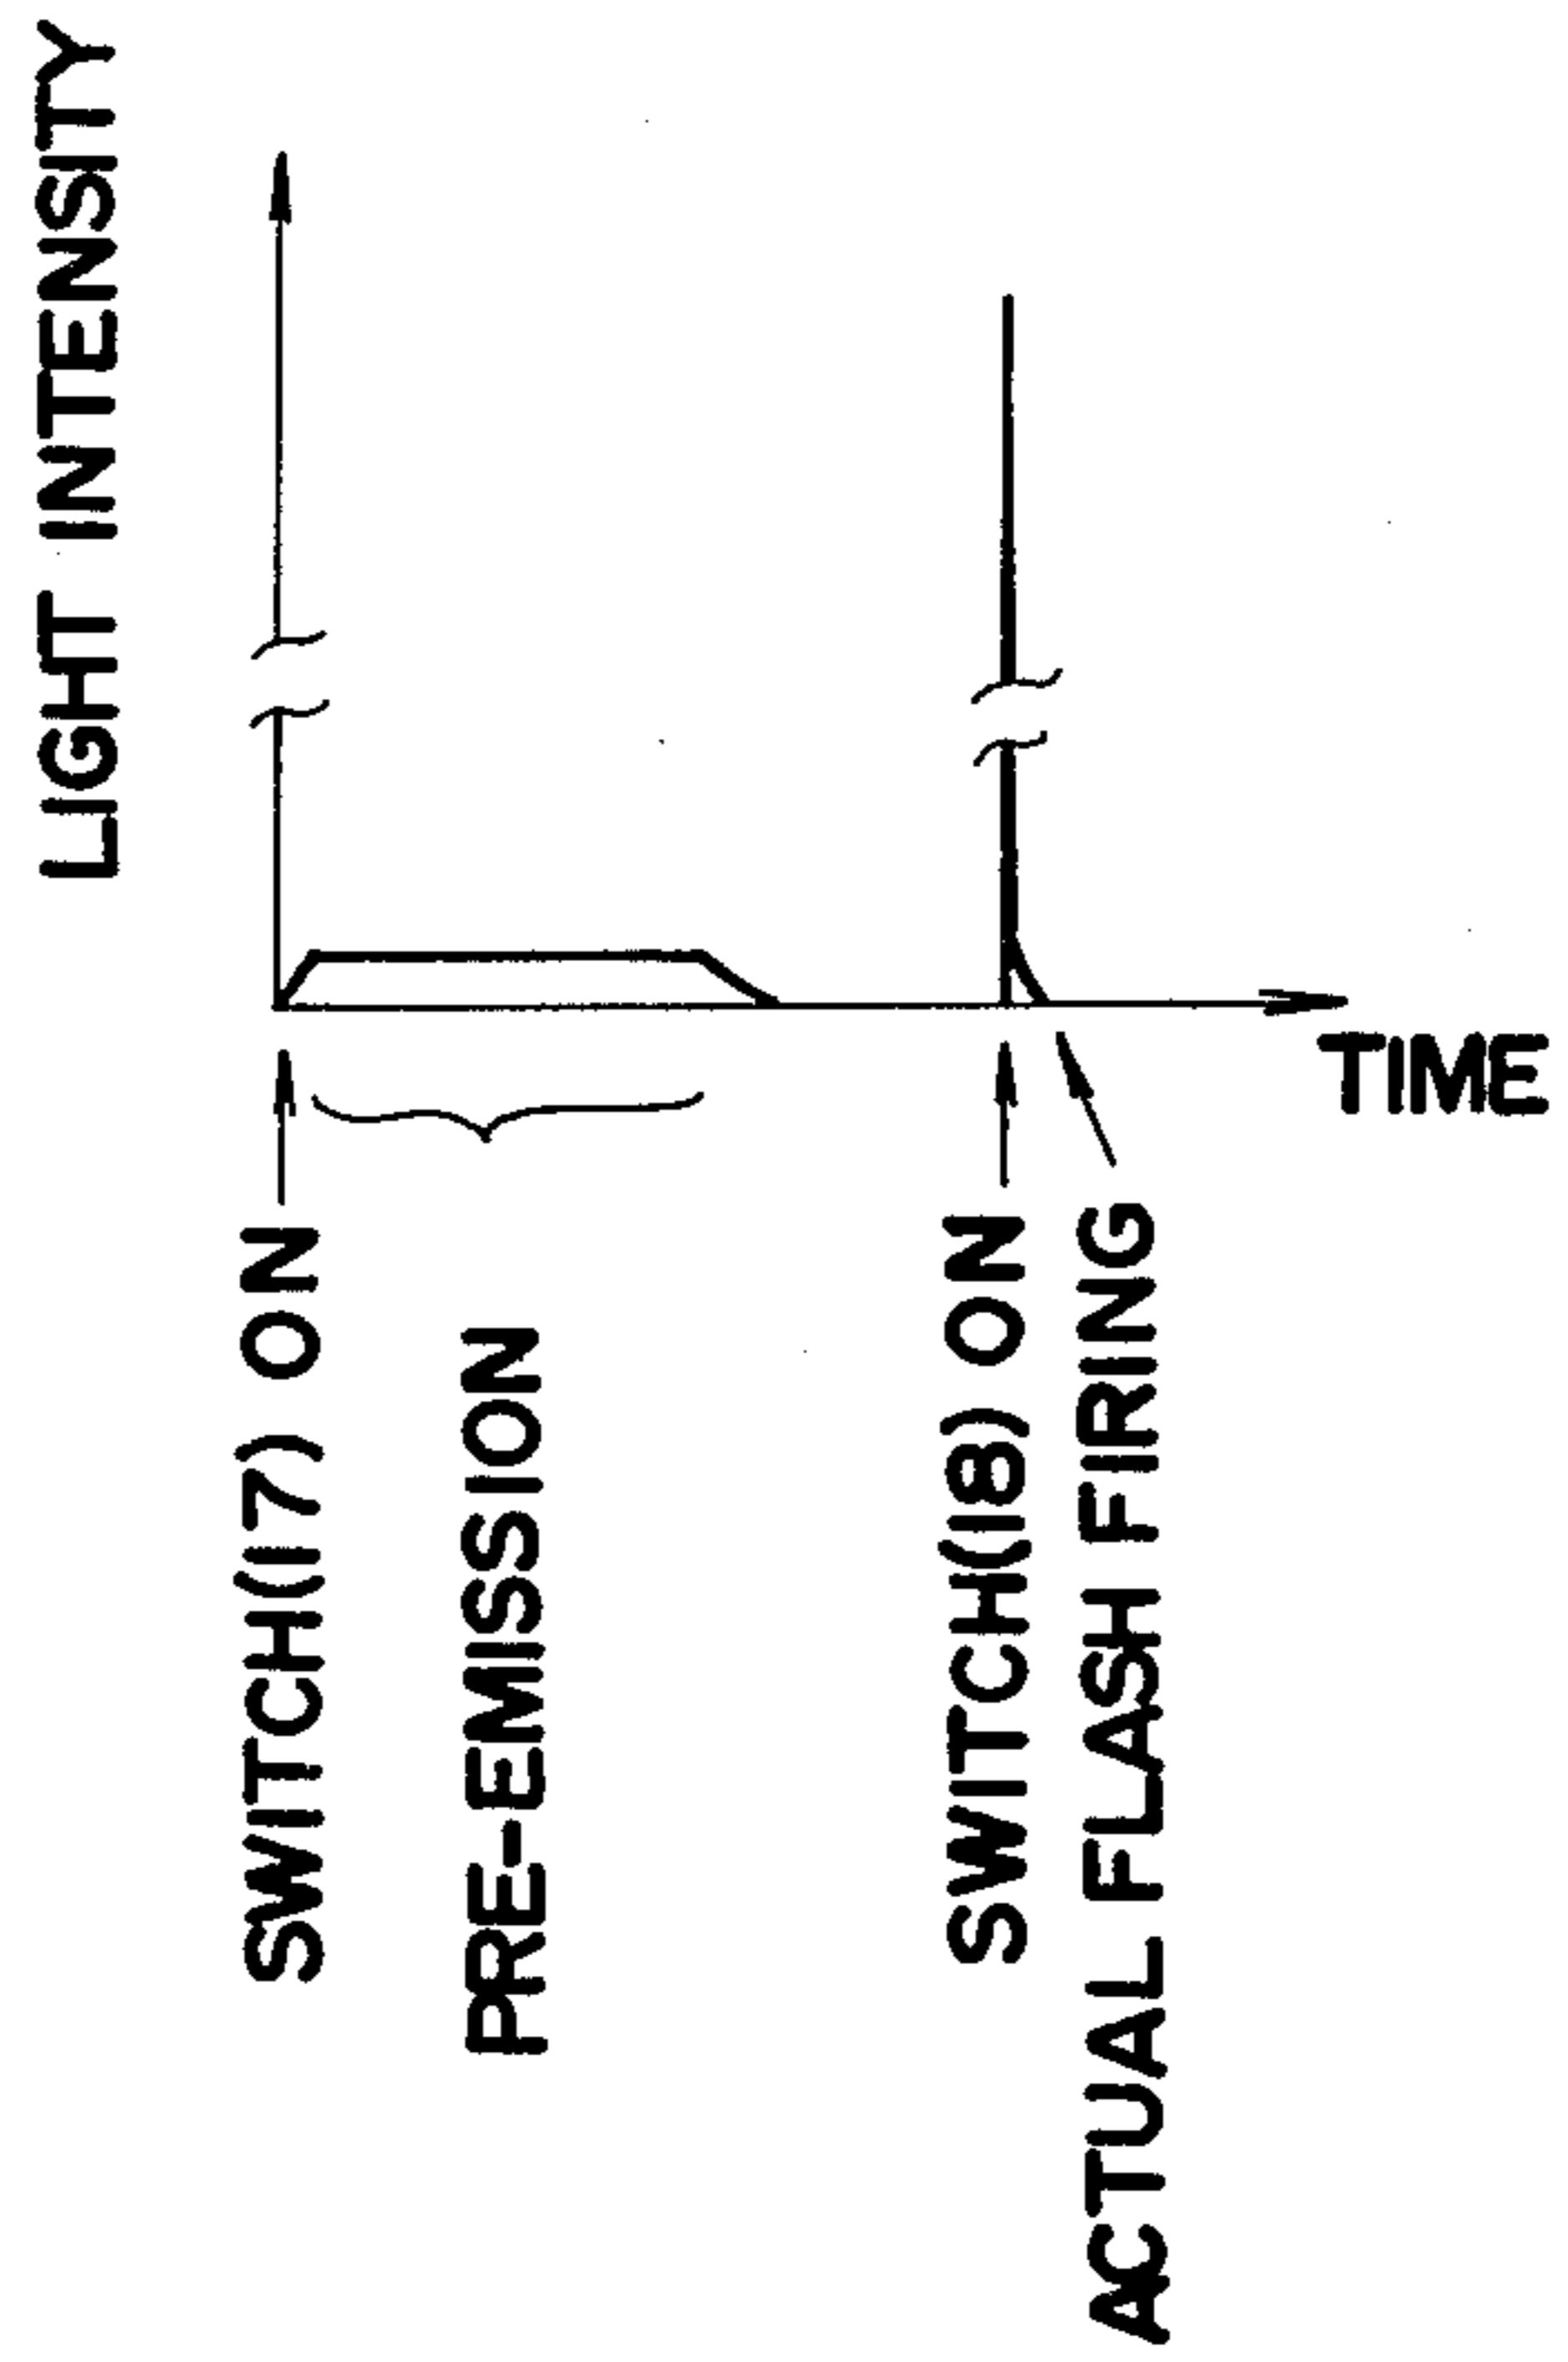 LIGHT INTENSITY
TIME
SWITCH(17) ON
PRE-EMISSION
SWITCH(18) ON
ACTUAL FLASH FIRING